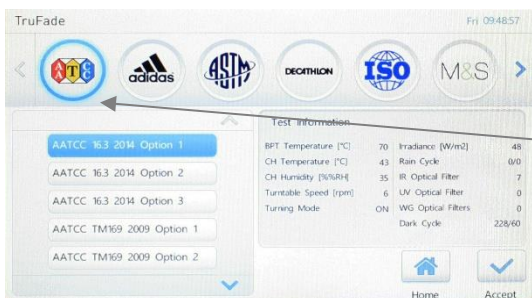 TruFade
Fri 09:48:57
AATCC
adidas
ASTM
DECATHLON
ISO
M&S
Test Information
AATCC 16.3 2014 Option 1
AATCC 16.3 2014 Option 2
AATCC 16.3 2014 Option 3
AATCC TM169 2009 Option 1
AATCC TM169 2009 Option 2
BPT Temperature [°C] 70
CH Temperature [°C] 43
CH Humidity [%%RH] 35
Turntable Speed [rpm] 6
Turning Mode ON
Irradiance [W/m2] 48
Rain Cycle 0/0
IR Optical Filter 7
UV Optical Filter 0
WG Optical Filters 0
Dark Cycle 228/60
Home
Accept